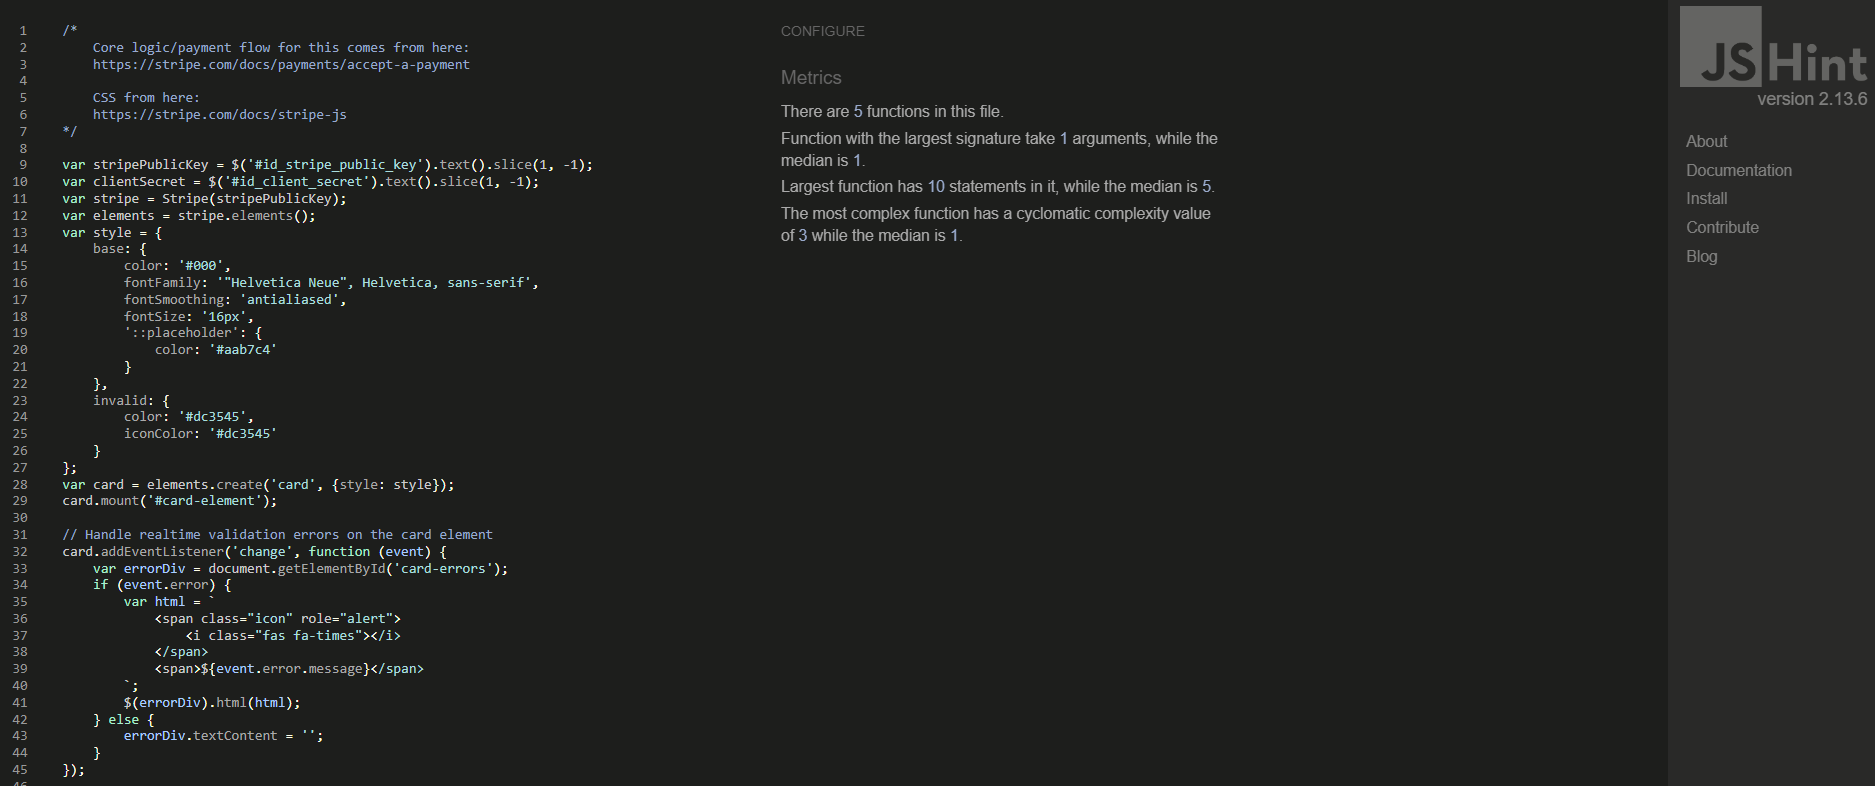 1 /*
2 Core logic/payment flow for this comes from here:
3 https://stripe.com/docs/payments/accept-a-payment
4
5 CSS from here:
6 https://stripe.com/docs/stripe-js
7 */
8
9 var stripePublicKey = $('#id_stripe_public_key').text().slice(1, -1);
10 var clientSecret = $('#id_client_secret').text().slice(1, -1);
11 var stripe = Stripe(stripePublicKey);
12 var elements = stripe.elements();
13 var style = {
14 base: {
15 color: '#000',
16 fontFamily: '"Helvetica Neue", Helvetica, sans-serif',
17 fontSmoothing: 'antialiased',
18 fontSize: '16px',
19 '::placeholder': {
20 color: '#aab7c4'
21 }
22 },
23 invalid: {
24 color: '#dc3545',
25 iconColor: '#dc3545'
26 }
27 };
28 var card = elements.create('card', {style: style});
29 card.mount('#card-element');
30
31 // Handle realtime validation errors on the card element
32 card.addEventListener('change', function (event) {
33 var errorDiv = document.getElementById('card-errors');
34 if (event.error) {
35 var html = `
36 <span class="icon" role="alert">
37 <i class="fas fa-times"></i>
38 </span>
39 <span>${event.error.message}</span>
40 `;
41 $(errorDiv).html(html);
42 } else {
43 errorDiv.textContent = '';
44 }
45 });
CONFIGURE
Metrics
There are 5 functions in this file.
Function with the largest signature take 1 arguments, while the
median is 1.
Largest function has 10 statements in it, while the median is 5.
The most complex function has a cyclomatic complexity value
of 3 while the median is 1.
JSHint
version 2.13.6
About
Documentation
Install
Contribute
Blog